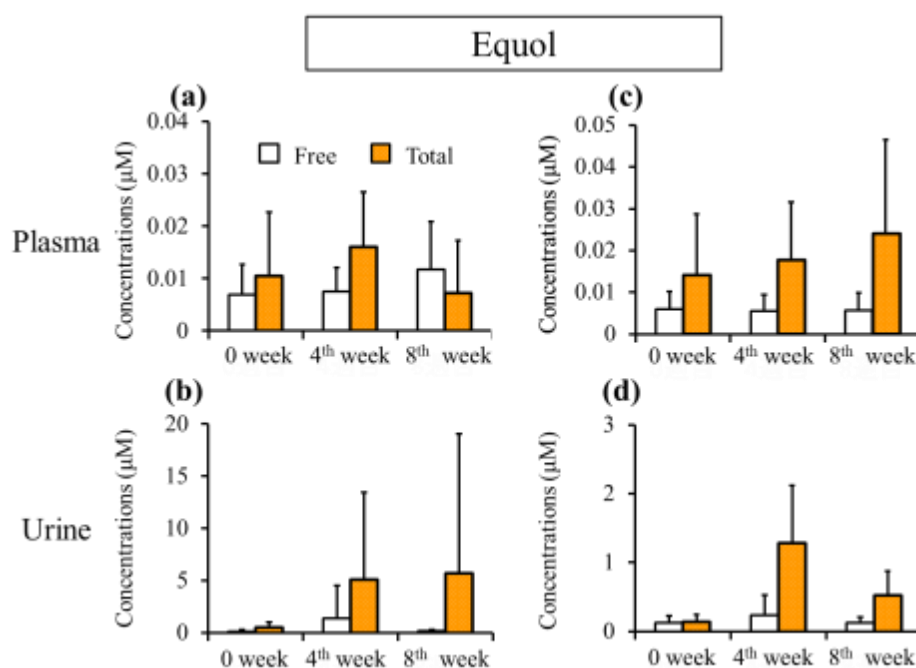 Equol
(a)
Concentrations (μM)
0.04
0.03
0.02
0.01
0
Free
Total
0 week
4th week
8th week
(c)
Concentrations (μM)
0.05
0.04
0.03
0.02
0.01
0
0 week
4th week
8th week
Plasma
(b)
Concentrations (μM)
20
15
10
5
0
0 week
4th week
8th week
(d)
Concentrations (μM)
3
2
1
0
0 week
4th week
8th week
Urine